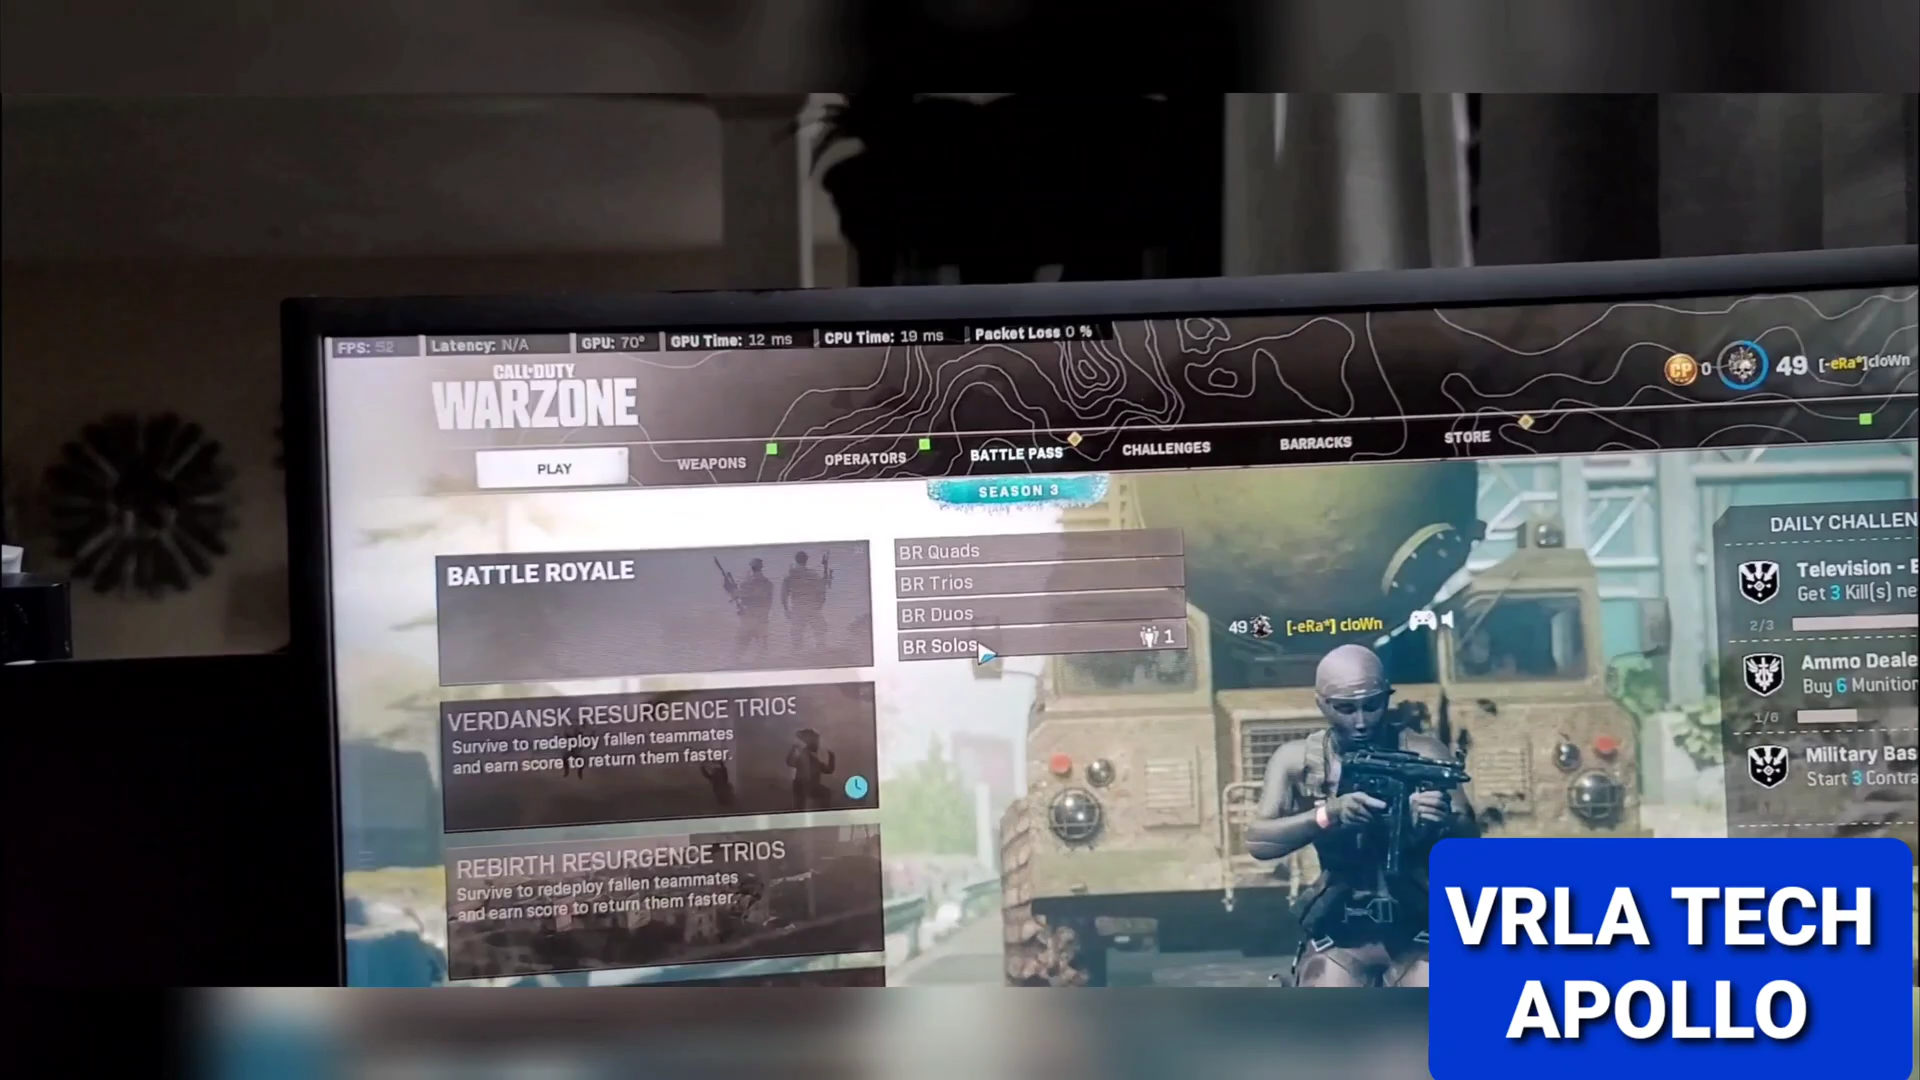 FPS: 52 Latency: N/A GPU: 70° GPU Time: 12 ms CPU Time: 19 ms Packet Loss 0 %
CALL OF DUTY
WARZONE
CP 0 49 [-eRa*]cloWn
PLAY WEAPONS OPERATORS BATTLE PASS CHALLENGES BARRACKS STORE
SEASON 3
BATTLE ROYALE
BR Quads
BR Trios
BR Duos
BR Solos 1
VERDANSK RESURGENCE TRIOS
Survive to redeploy fallen teammates
and earn score to return them faster.
REBIRTH RESURGENCE TRIOS
Survive to redeploy fallen teammates
and earn score to return them faster.
49 [-eRa*] cloWn
DAILY CHALLEN
Television - E
Get 3 Kill(s) ne
2/3
Ammo Deale
Buy 6 Munition
1/6
Military Bas
Start 3 Contra
VRLA TECH
APOLLO